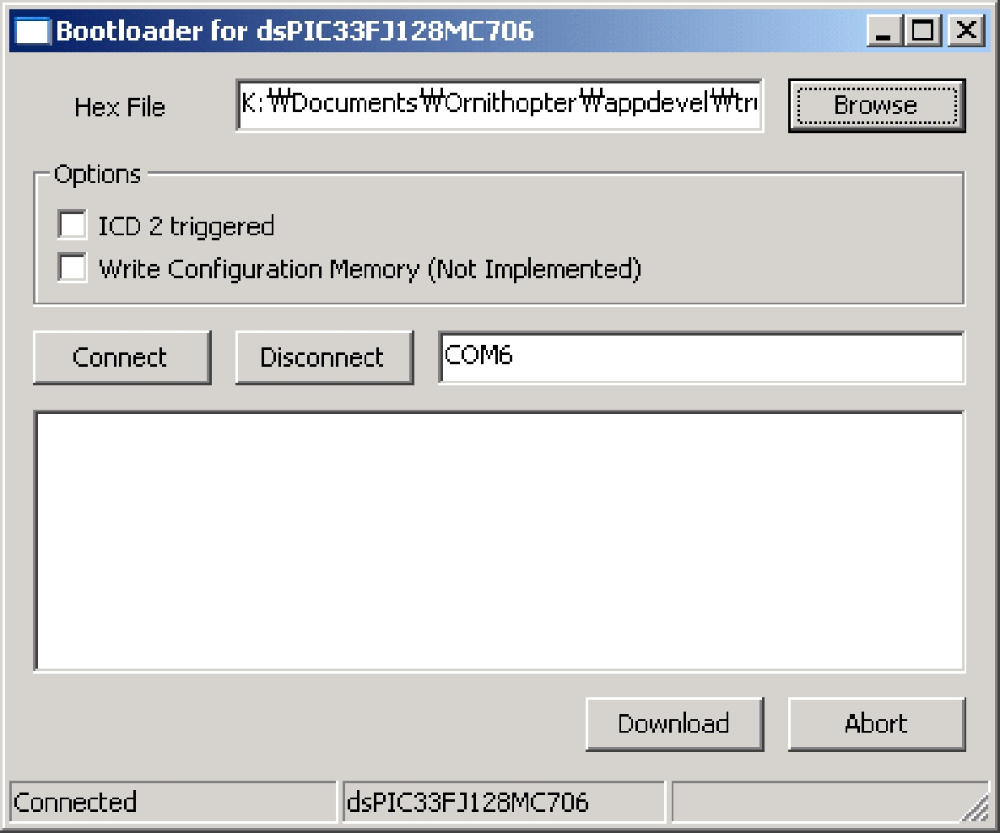 Bootloader for dsPIC33FJ128MC706
Hex File
K:₩Documents₩Ornithopter₩appdevel₩tr
Browse
Options
ICD 2 triggered
Write Configuration Memory (Not Implemented)
Connect
Disconnect
COM6
Download
Abort
Connected
dsPIC33FJ128MC706